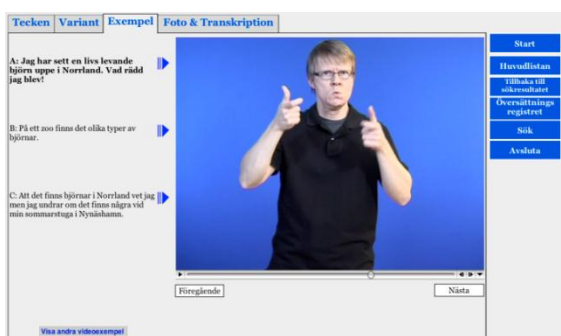 Tecken Variant Exempel Foto & Transkription
A: Jag har sett en livs levande
björn uppe i Norrland. Vad rädd
jag blev!
B: På ett zoo finns det olika typer av
björnar.
C: Att det finns björnar i Norrland vet jag
men jag undrar om det finns några vid
min sommarstuga i Nynäshamn.
Föregående
Nästa
Visa andra videoexempel
Start
Huvudlistan
Tillbaka till
sökresultatet
Översättnings
registret
Sök
Avsluta